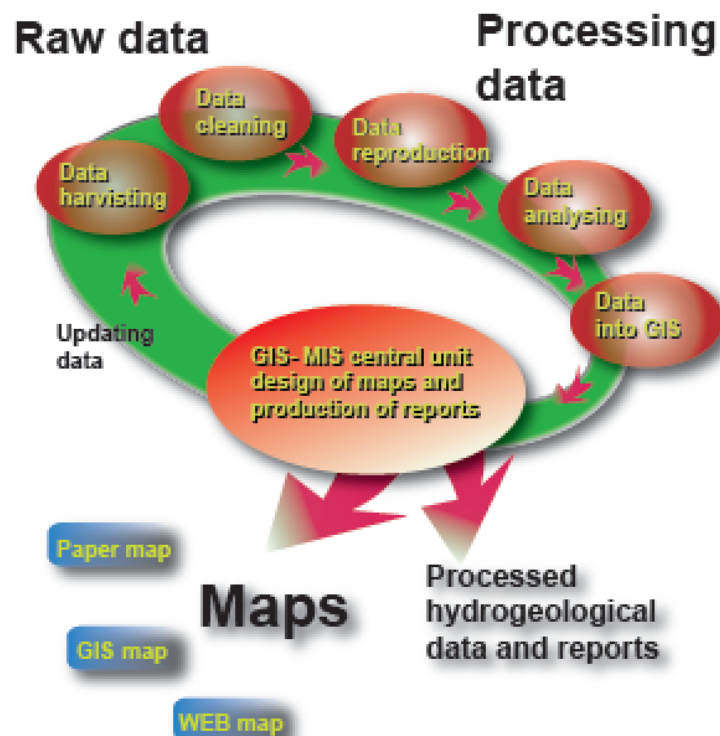 Raw data
Processing
data
Data
cleaning
Data
reproduction
Data
harvisting
Data
analysing
Data
into GIS
Updating
data
GIS- MIS central unit
design of maps and
production of reports
Paper map
Maps
Processed
hydrogeological
data and reports
GIS map
WEB map